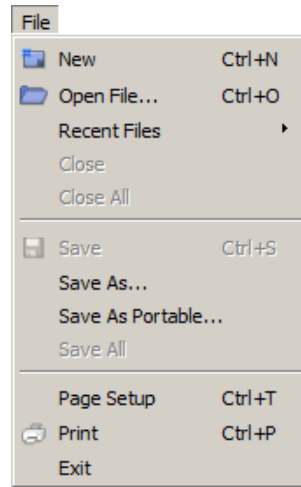 File
New Ctrl+N
Open File... Ctrl+O
Recent Files
Close
Close All
Save Ctrl+S
Save As...
Save As Portable...
Save All
Page Setup Ctrl+T
Print Ctrl+P
Exit